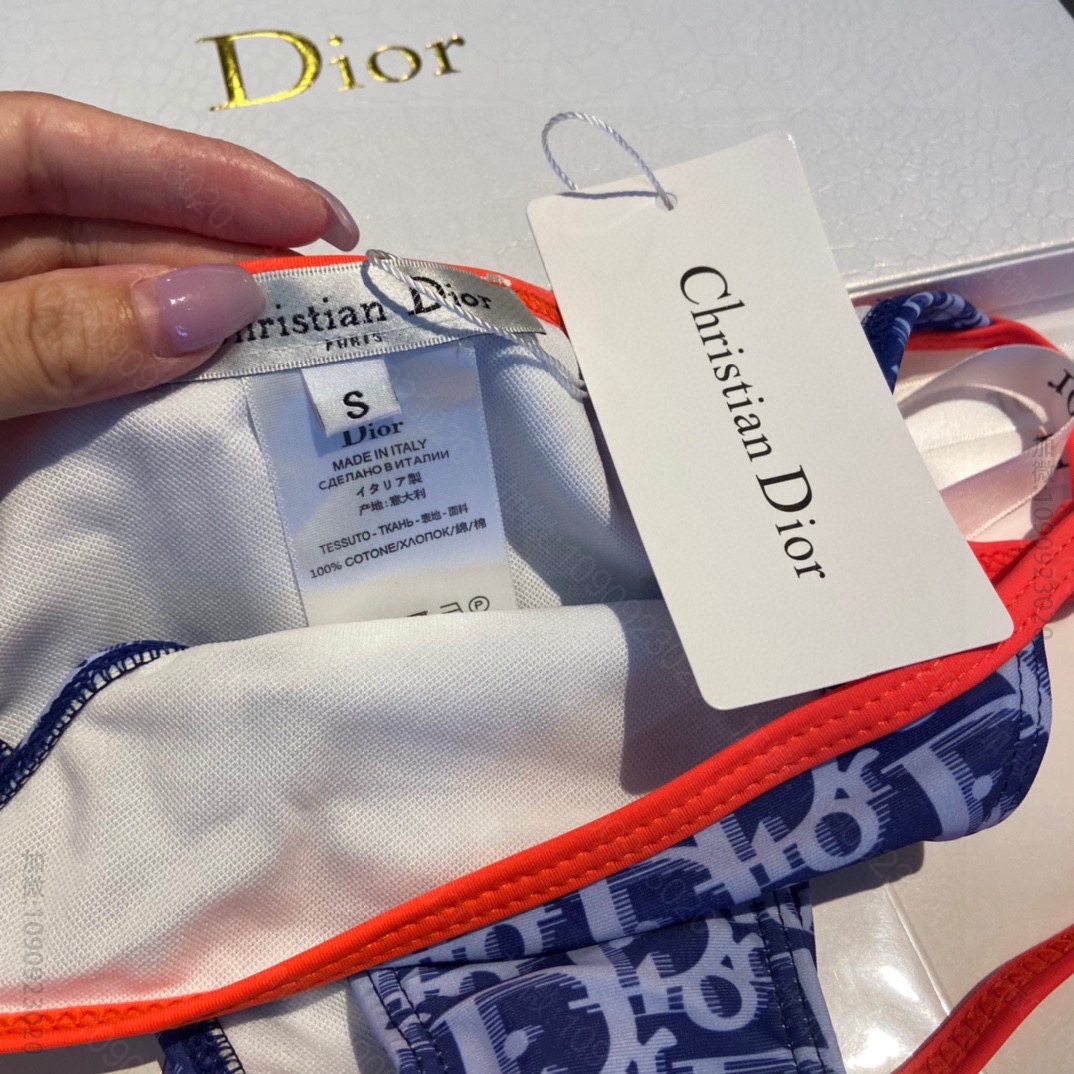 Dior
Christian Dior
PARIS
S
Dior
MADE IN ITALY
СДЕЛАНО В ИТАЛИИ
イタリア製
产地:意大利
TESSUTO - ТКАНЬ - 表地 - 面料
100% COTONE/ХЛОПОК/綿/棉
Christian Dior